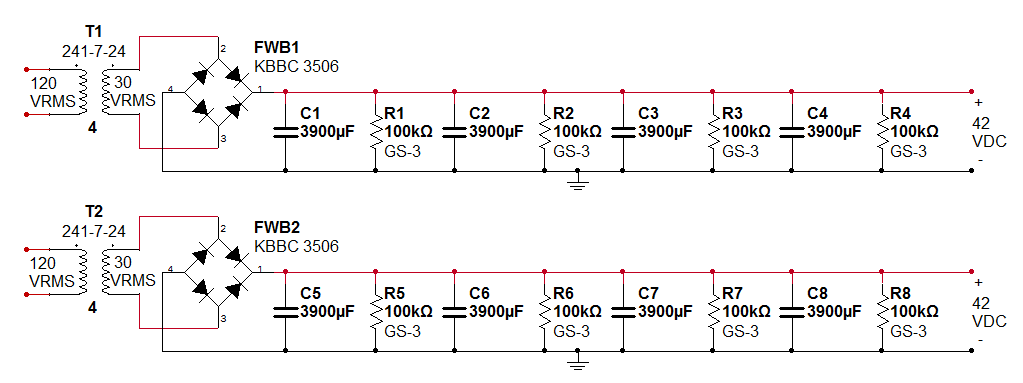 T1
241-7-24
120
VRMS
30
VRMS
4
2
4
1
3
FWB1
KBBC 3506
C1
3900µF
R1
100kΩ
GS-3
C2
3900µF
R2
100kΩ
GS-3
C3
3900µF
R3
100kΩ
GS-3
C4
3900µF
R4
100kΩ
GS-3
+
42
VDC
-
T2
241-7-24
120
VRMS
30
VRMS
4
2
4
1
3
FWB2
KBBC 3506
C5
3900µF
R5
100kΩ
GS-3
C6
3900µF
R6
100kΩ
GS-3
C7
3900µF
R7
100kΩ
GS-3
C8
3900µF
R8
100kΩ
GS-3
+
42
VDC
-